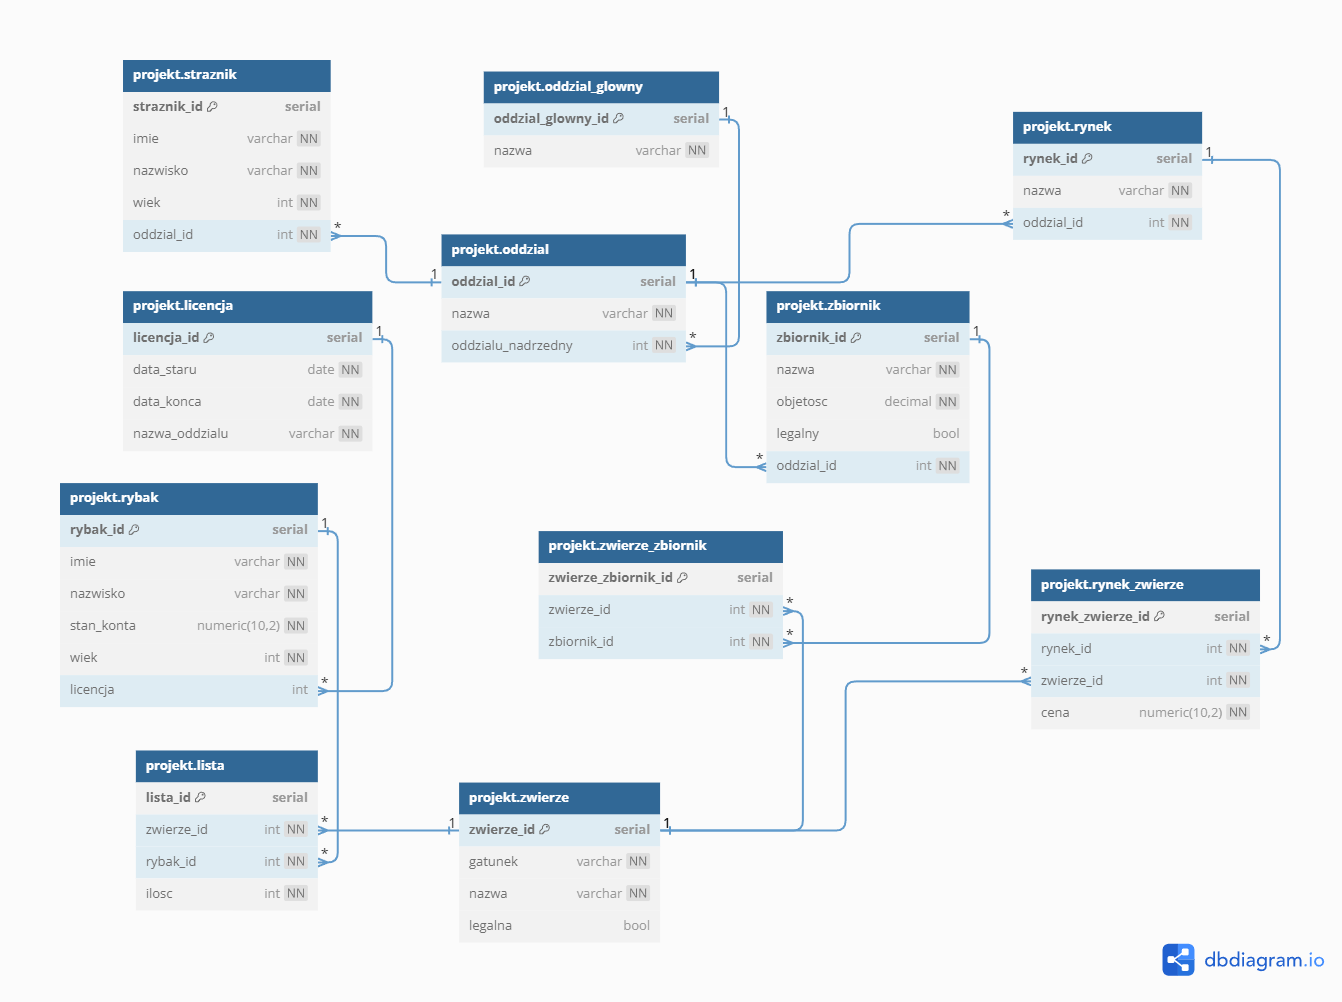 projekt.straznik
straznik_id serial
imie varchar NN
nazwisko varchar NN
wiek int NN
oddzial_id int NN
*
projekt.oddzial_glowny
oddzial_glowny_id serial
1
nazwa varchar NN
projekt.rynek
rynek_id serial
1
nazwa varchar NN
*
oddzial_id int NN
projekt.oddzial
1
oddzial_id serial
1
nazwa varchar NN
oddzialu_nadrzedny int NN
*
projekt.licencja
licencja_id serial
1
data_staru date NN
data_konca date NN
nazwa_oddzialu varchar NN
projekt.zbiornik
zbiornik_id serial
1
nazwa varchar NN
objetosc decimal NN
legalny bool
*
oddzial_id int NN
projekt.rybak
rybak_id serial
1
imie varchar NN
nazwisko varchar NN
stan_konta numeric(10,2) NN
wiek int NN
licencja int
*
projekt.zwierze_zbiornik
zwierze_zbiornik_id serial
zwierze_id int NN
*
zbiornik_id int NN
*
projekt.rynek_zwierze
rynek_zwierze_id serial
rynek_id int NN
*
*
zwierze_id int NN
cena numeric(10,2) NN
projekt.lista
lista_id serial
zwierze_id int NN
*
rybak_id int NN
*
ilosc int NN
projekt.zwierze
1
zwierze_id serial
1
gatunek varchar NN
nazwa varchar NN
legalna bool
dbdiagram.io